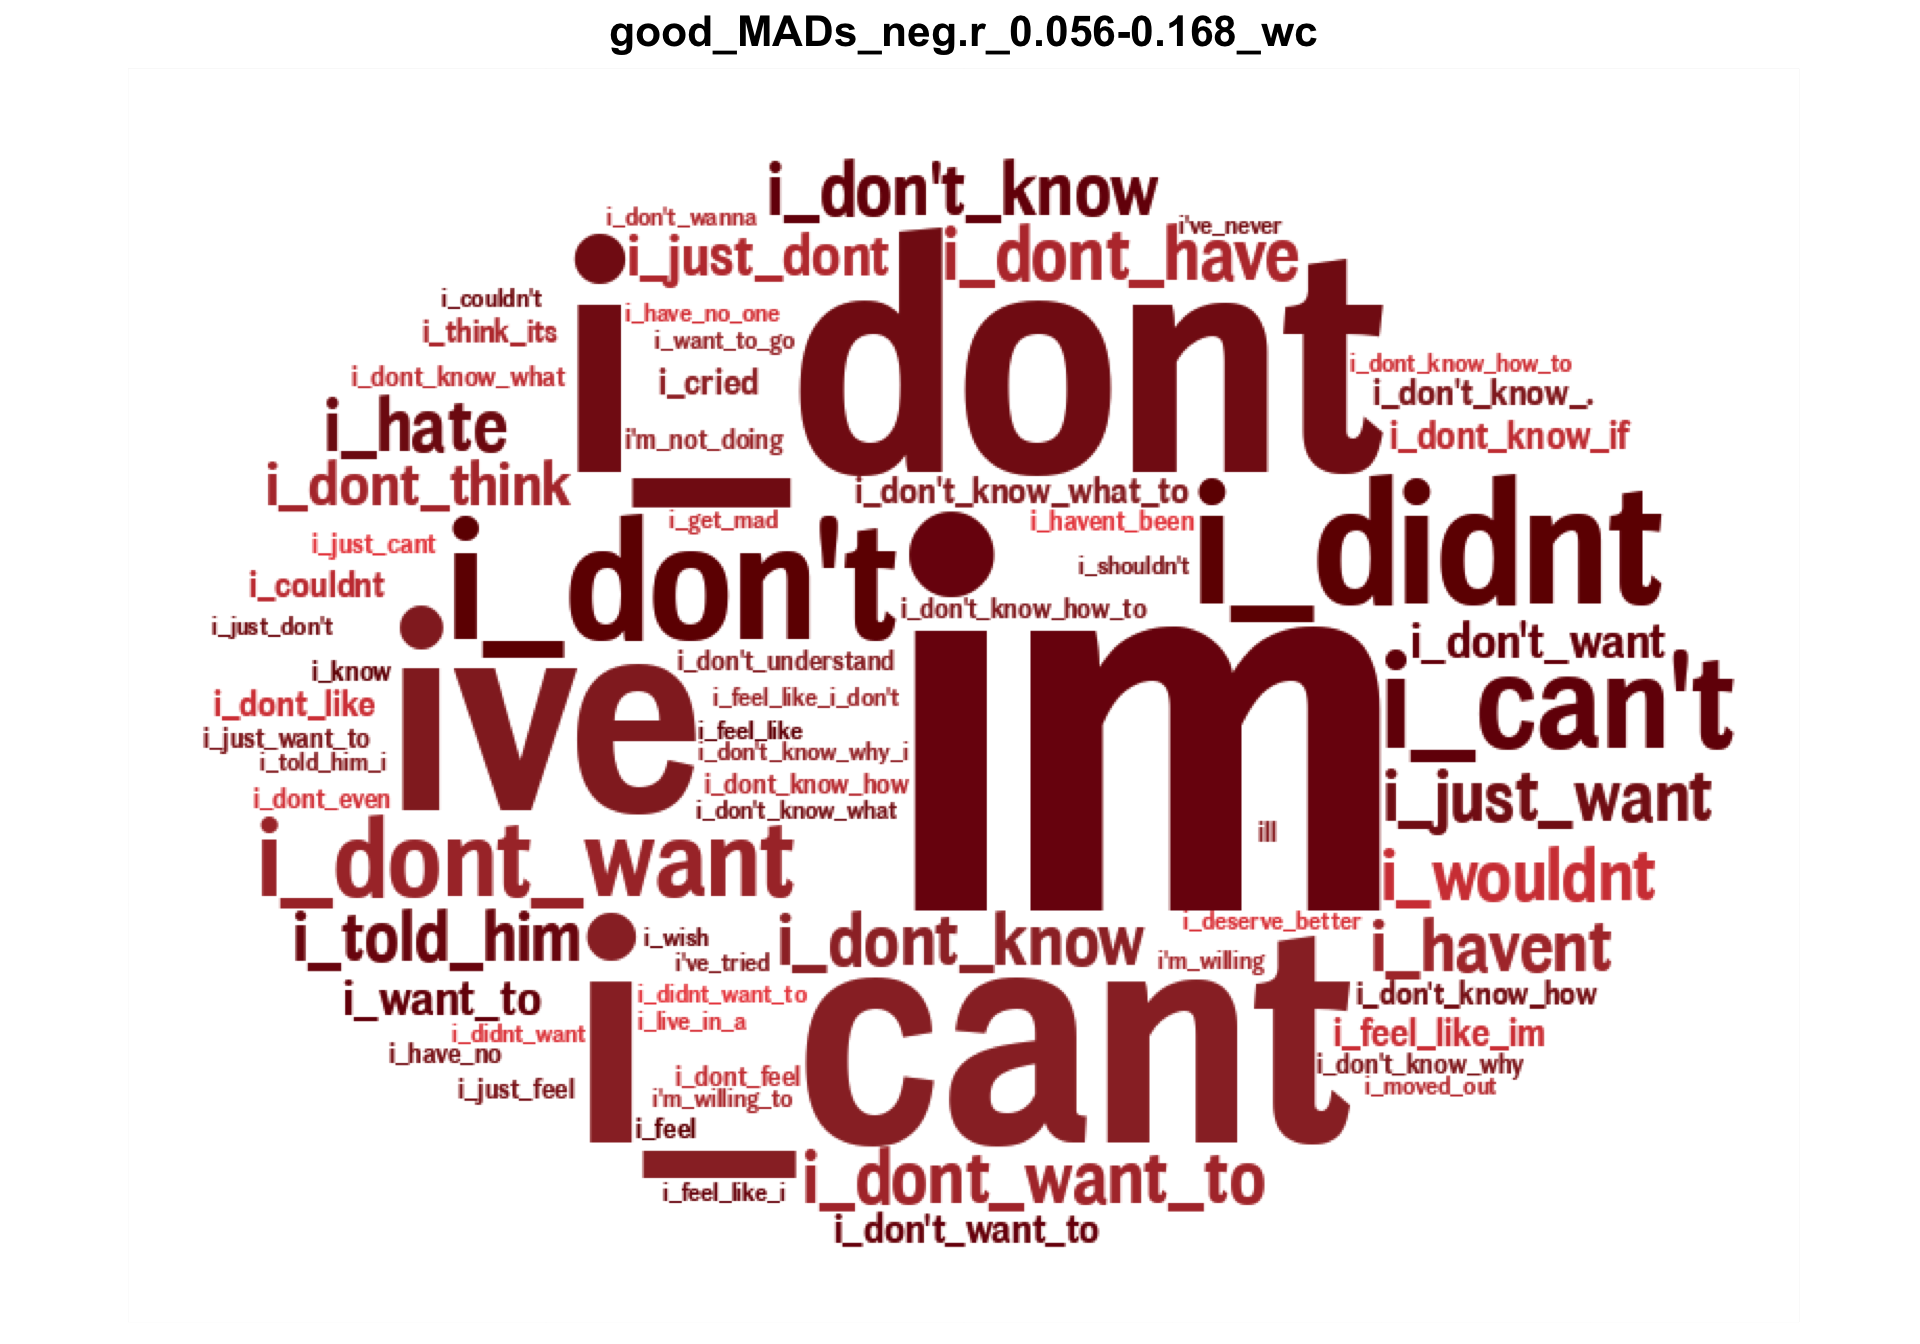 good_MADs_neg.r_0.056-0.168_wc
i_don't_know
i_don't_wanna
i've_never
i_just_dont
i_dont_have
i_dont
i_couldn't
i_have_no_one
i_think_its
i_want_to_go
i_dont_know_what
i_cried
i_dont_know_how_to
i_don't_know_.
i_hate
i'm_not_doing
i_dont_know_if
i_dont_think
i_don't_know_what_to
i_didnt
i_get_mad
i_havent_been
i_just_cant
i_don't
i_shouldn't
i_couldnt
i_don't_know_how_to
i_just_don't
im
i_don't_want
i_know
ive
i_don't_understand
i_can't
i_dont_like
i_feel_like_i_don't
i_just_want_to
i_feel_like
i_don't_know_why_i
i_told_him_i
i_dont_know_how
i_dont_even
i_don't_know_what
i_just_want
ill
i_dont_want
i_wouldnt
i_told_him
i_wish
i_dont_know
i_deserve_better
i_havent
i've_tried
i'm_willing
i_want_to
i_didnt_want_to
i_don't_know_how
i_live_in_a
i_cant
i_didnt_want
i_feel_like_im
i_have_no
i_don't_know_why
i_dont_feel
i_just_feel
i_moved_out
i'm_willing_to
i_feel
i_feel_like_i
i_dont_want_to
i_don't_want_to